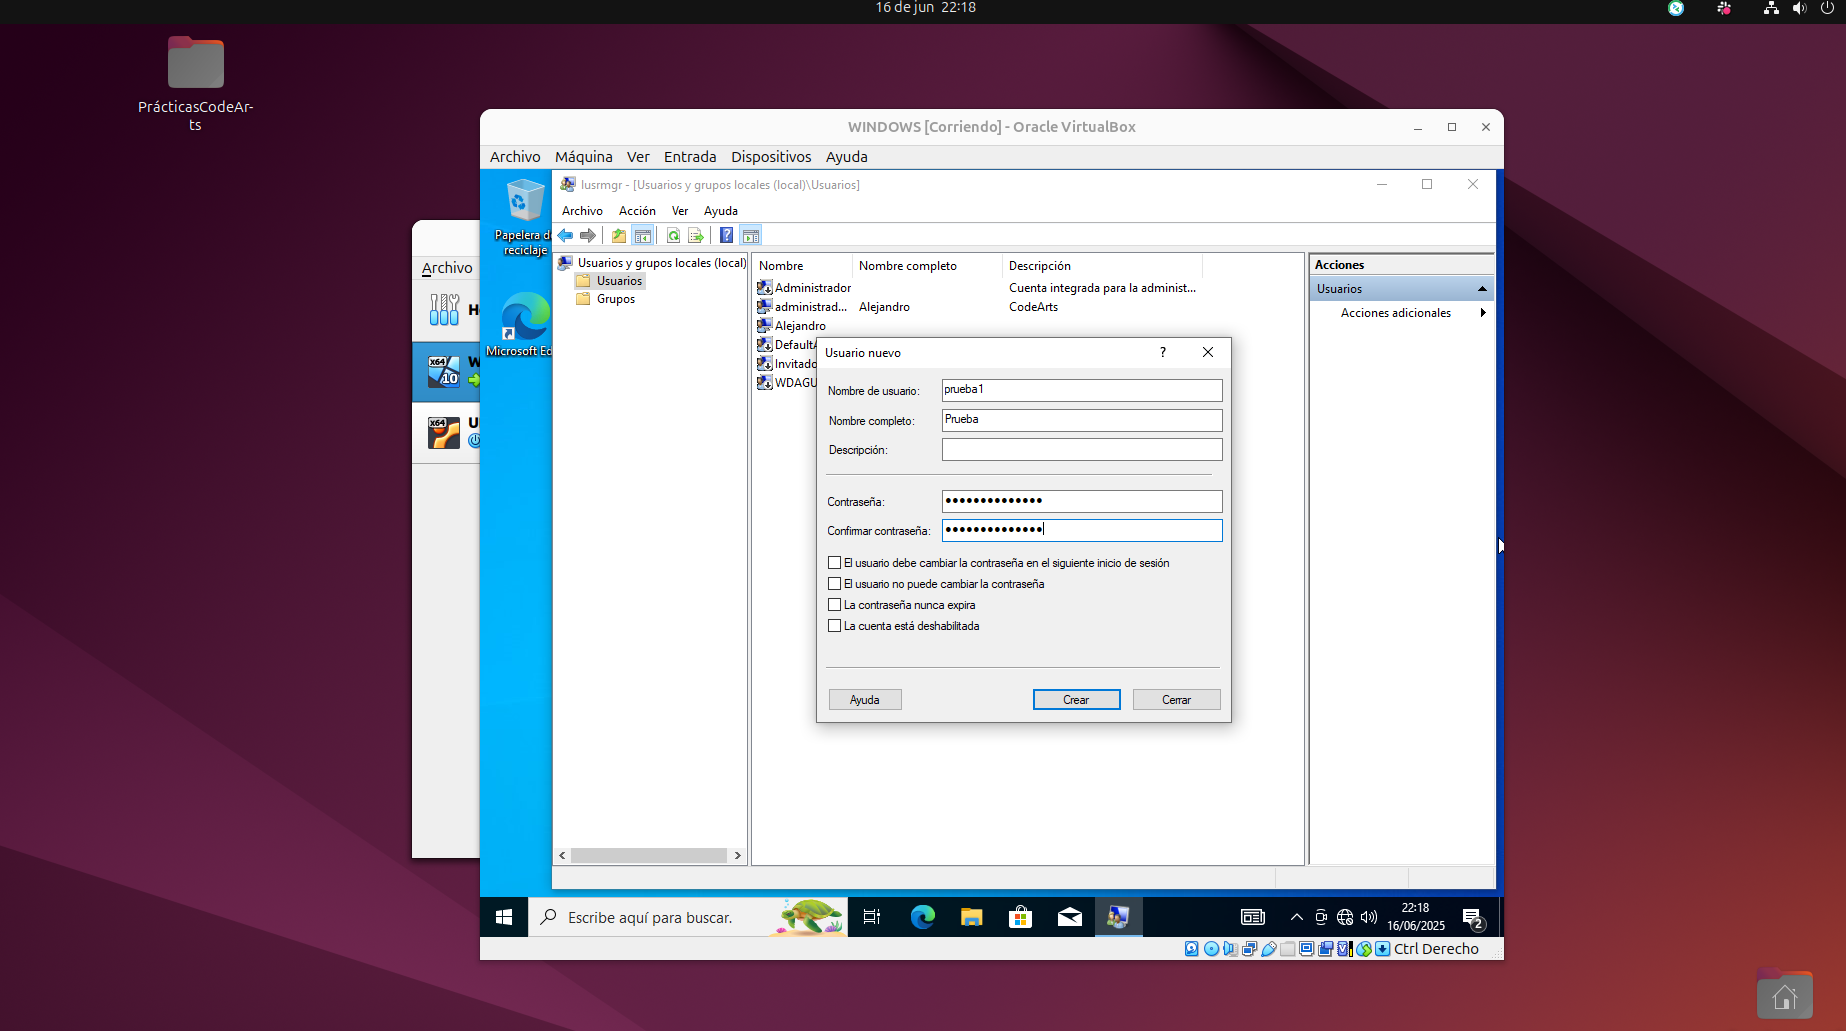 16 de jun 22:18
PrácticasCodeAr-
ts
WINDOWS [Corriendo] - Oracle VirtualBox
Archivo Máquina Ver Entrada Dispositivos Ayuda
Archivo
Papelera de
reciclaje
Microsoft Ed
lusrmgr - [Usuarios y grupos locales (local)\Usuarios]
Archivo Acción Ver Ayuda
Usuarios y grupos locales (local)
Usuarios
Grupos
Nombre Nombre completo Descripción
Administrador Cuenta integrada para la administ...
administrad... Alejandro CodeArts
Alejandro
DefaultA
Invitado
WDAGU
Acciones
Usuarios
Acciones adicionales
Usuario nuevo
?
Nombre de usuario: prueba1
Nombre completo: Prueba
Descripción:
Contraseña: ••••••••••••••
Confirmar contraseña: ••••••••••••••
El usuario debe cambiar la contraseña en el siguiente inicio de sesión
El usuario no puede cambiar la contraseña
La contraseña nunca expira
La cuenta está deshabilitada
Ayuda Crear Cerrar
x64
10
x64
Escribe aquí para buscar.
22:18
16/06/2025
2
Ctrl Derecho